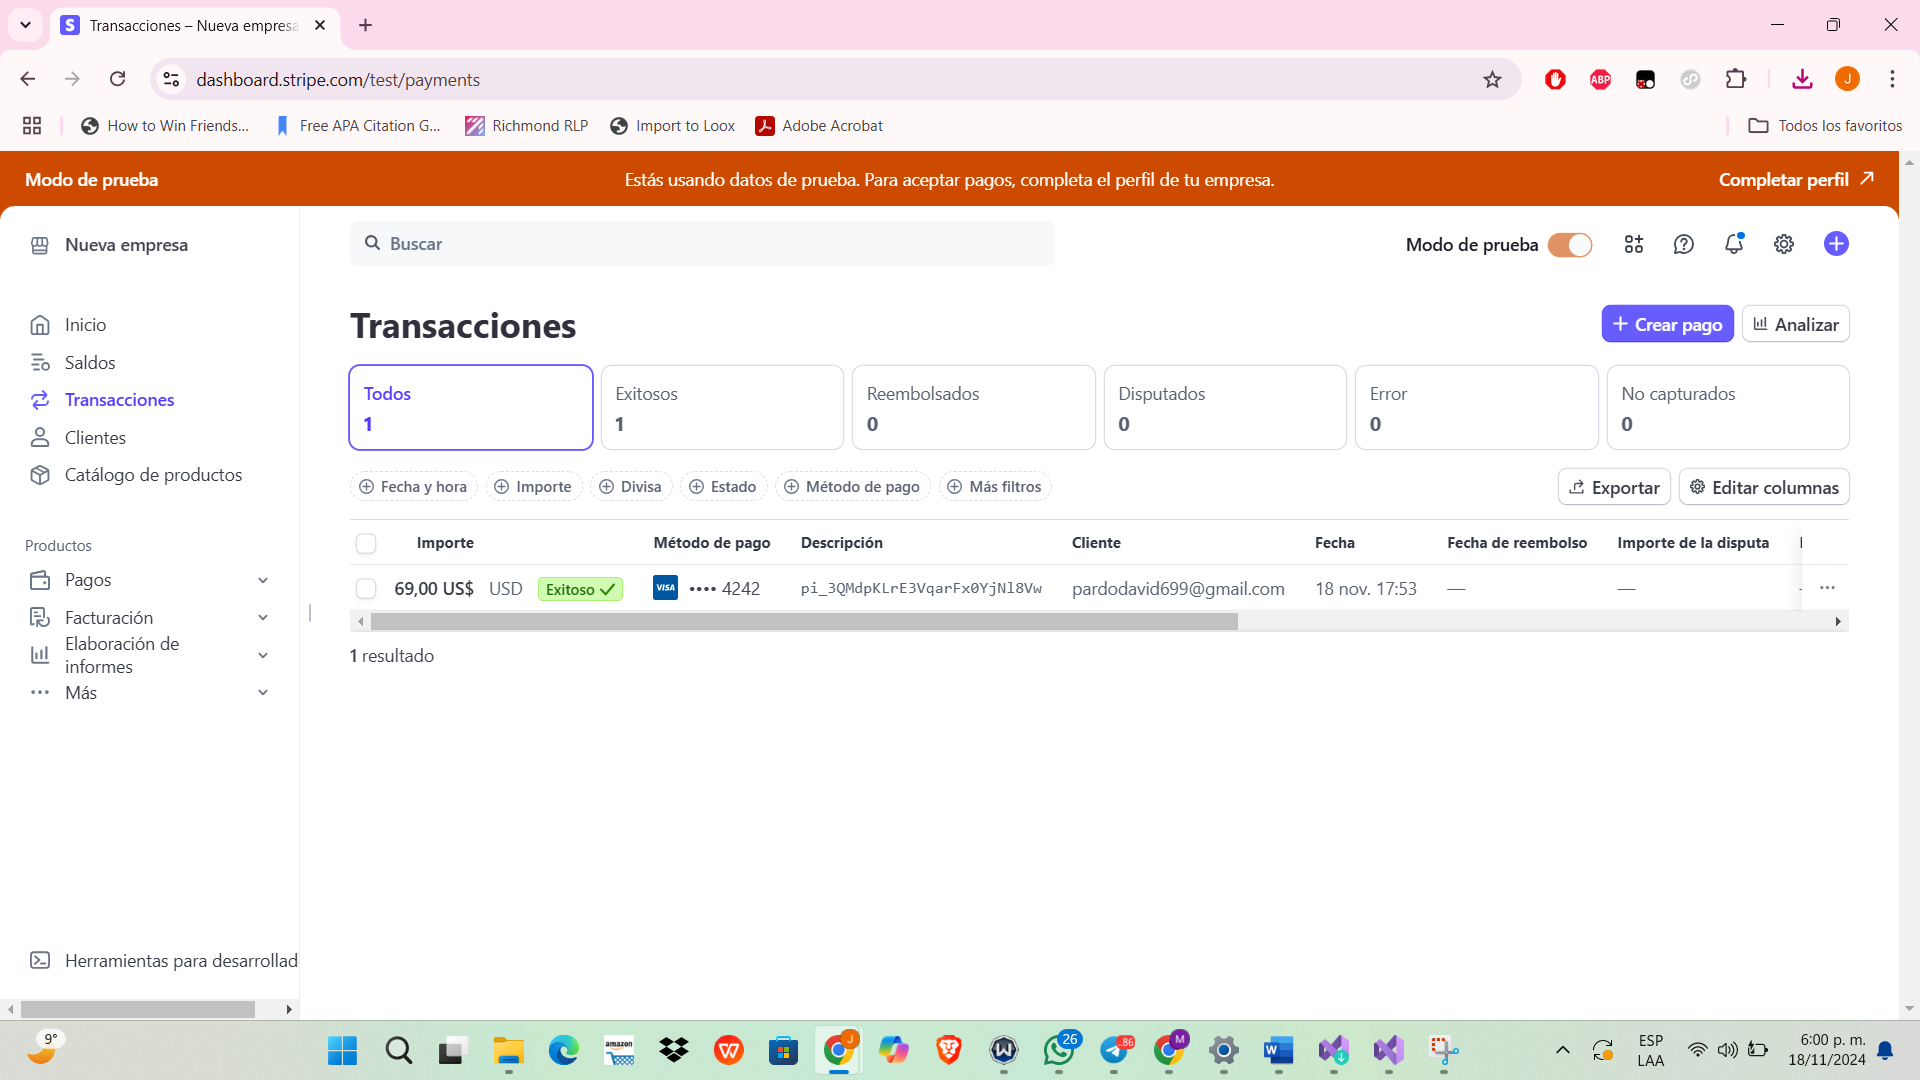 Transacciones – Nueva empresa
dashboard.stripe.com/test/payments
ABP
J
How to Win Friends...
Free APA Citation G...
Richmond RLP
Import to Loox
Adobe Acrobat
Todos los favoritos
Modo de prueba
Estás usando datos de prueba. Para aceptar pagos, completa el perfil de tu empresa.
Completar perfil
Nueva empresa
Buscar
Modo de prueba
Inicio
Saldos
Transacciones
Clientes
Catálogo de productos
Productos
Pagos
Facturación
Elaboración de
informes
Más
Herramientas para desarrollad
Transacciones
Crear pago
Analizar
Todos
1
Exitosos
1
Reembolsados
0
Disputados
0
Error
0
No capturados
0
Fecha y hora
Importe
Divisa
Estado
Método de pago
Más filtros
Exportar
Editar columnas
Importe Método de pago Descripción Cliente Fecha Fecha de reembolso Importe de la disputa
69,00 US$ USD Exitoso VISA •••• 4242 pi_3QMdpKLrE3VqarFx0YjNl8Vw pardodavid699@gmail.com 18 nov. 17:53 — —
1 resultado
9°
amazon
J
26
.86
M
ESP
LAA
6:00 p. m.
18/11/2024